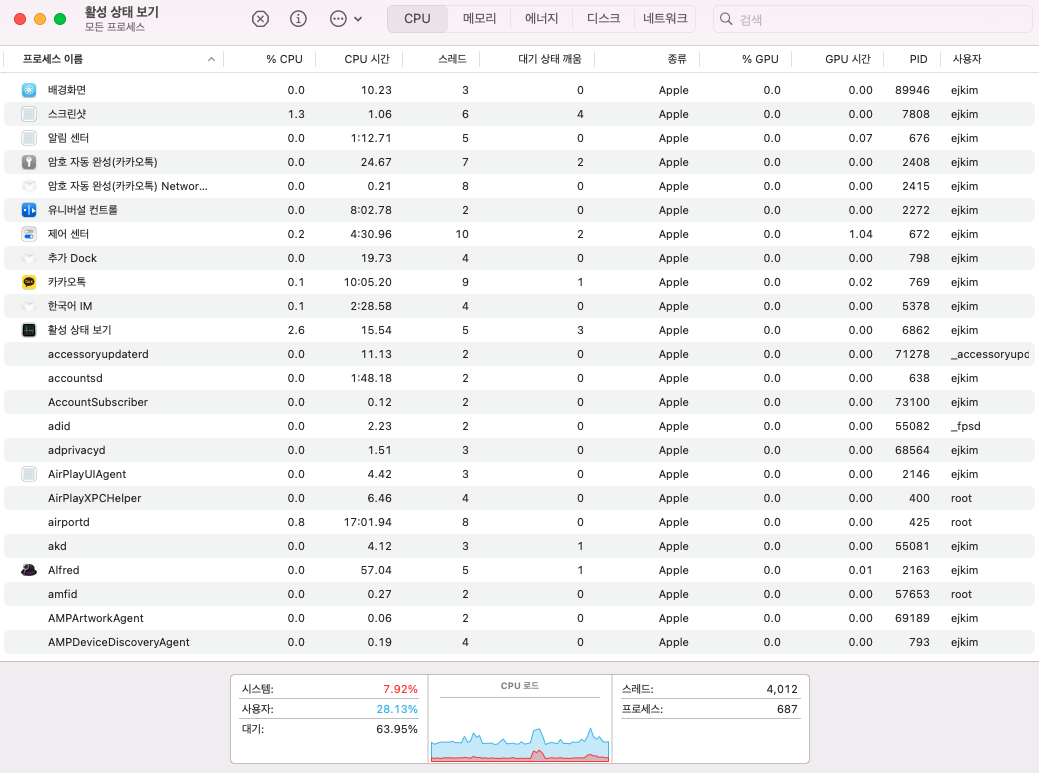 활성 상태 보기
모든 프로세스
CPU 메모리 에너지 디스크 네트워크 검색
프로세스 이름 % CPU CPU 시간 스레드 대기 상태 깨움 종류 % GPU GPU 시간 PID 사용자
배경화면 0.0 10.23 3 0 Apple 0.0 0.00 89946 ejkim
스크린샷 1.3 1.06 6 4 Apple 0.0 0.00 7808 ejkim
알림 센터 0.0 1:12.71 5 0 Apple 0.0 0.07 676 ejkim
암호 자동 완성(카카오톡) 0.0 24.67 7 2 Apple 0.0 0.00 2408 ejkim
암호 자동 완성(카카오톡) Networ... 0.0 0.21 8 0 Apple 0.0 0.00 2415 ejkim
유니버설 컨트롤 0.0 8:02.78 2 0 Apple 0.0 0.00 2272 ejkim
제어 센터 0.2 4:30.96 10 2 Apple 0.0 1.04 672 ejkim
추가 Dock 0.0 19.73 4 0 Apple 0.0 0.00 798 ejkim
카카오톡 0.1 10:05.20 9 1 Apple 0.0 0.02 769 ejkim
한국어 IM 0.1 2:28.58 4 0 Apple 0.0 0.00 5378 ejkim
활성 상태 보기 2.6 15.54 5 3 Apple 0.0 0.00 6862 ejkim
accessoryupdaterd 0.0 11.13 2 0 Apple 0.0 0.00 71278 _accessoryupd
accountsd 0.0 1:48.18 2 0 Apple 0.0 0.00 638 ejkim
AccountSubscriber 0.0 0.12 2 0 Apple 0.0 0.00 73100 ejkim
adid 0.0 2.23 2 0 Apple 0.0 0.00 55082 _fpsd
adprivacyd 0.0 1.51 3 0 Apple 0.0 0.00 68564 ejkim
AirPlayUIAgent 0.0 4.42 3 0 Apple 0.0 0.00 2146 ejkim
AirPlayXPCHelper 0.0 6.46 4 0 Apple 0.0 0.00 400 root
airportd 0.8 17:01.94 8 0 Apple 0.0 0.00 425 root
akd 0.0 4.12 3 1 Apple 0.0 0.00 55081 ejkim
Alfred 0.0 57.04 5 1 Apple 0.0 0.01 2163 ejkim
amfid 0.0 0.27 2 0 Apple 0.0 0.00 57653 root
AMPArtworkAgent 0.0 0.06 2 0 Apple 0.0 0.00 69189 ejkim
AMPDeviceDiscoveryAgent 0.0 0.19 4 0 Apple 0.0 0.00 793 ejkim
시스템: 7.92% CPU 로드 스레드: 4,012
사용자: 28.13% 프로세스: 687
대기: 63.95%